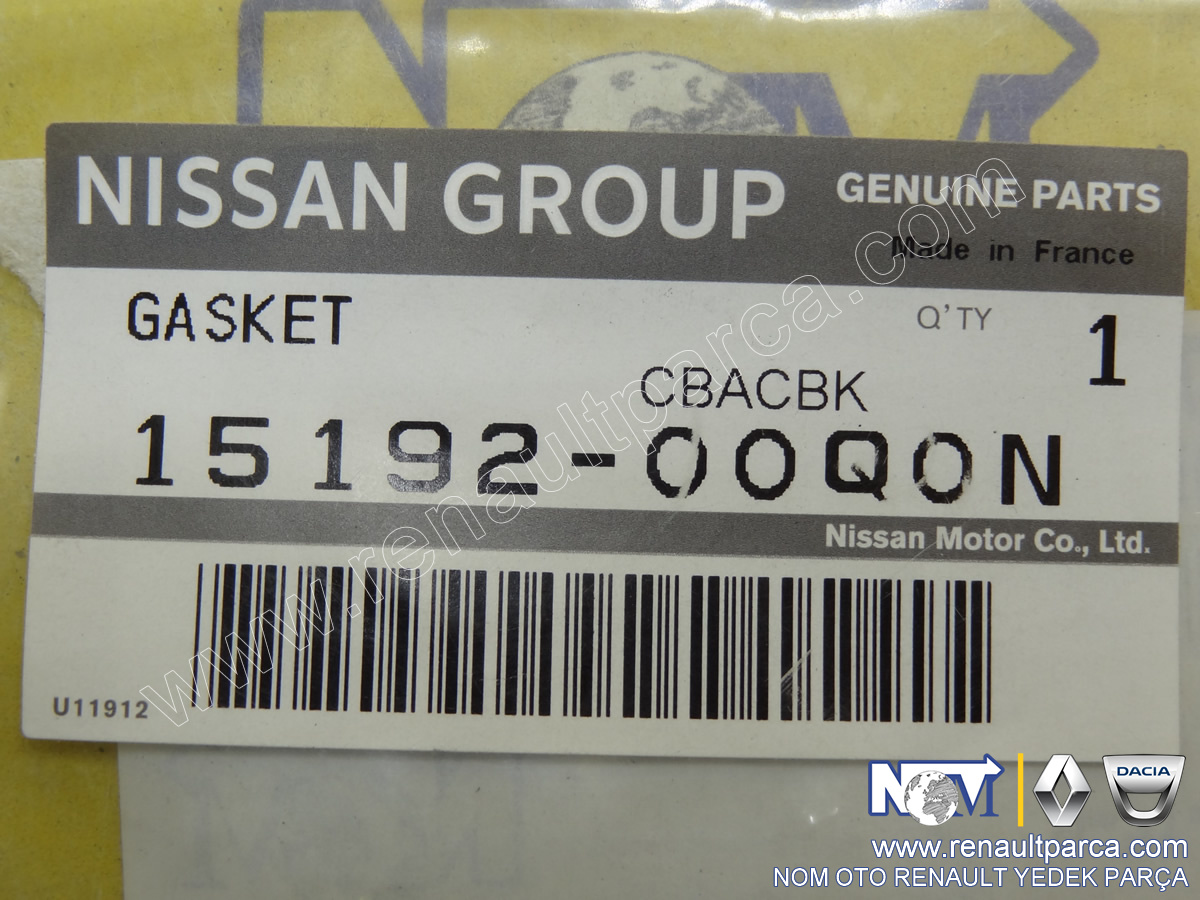 NISSAN GROUP
GENUINE PARTS
Made in France
GASKET
Q'TY 1
CBACBK
15192-00Q0N
Nissan Motor Co., Ltd.
U11912
www.renaultparca.com
NOM
DACIA
www.renaultparca.com
NOM OTO RENAULT YEDEK PARÇA